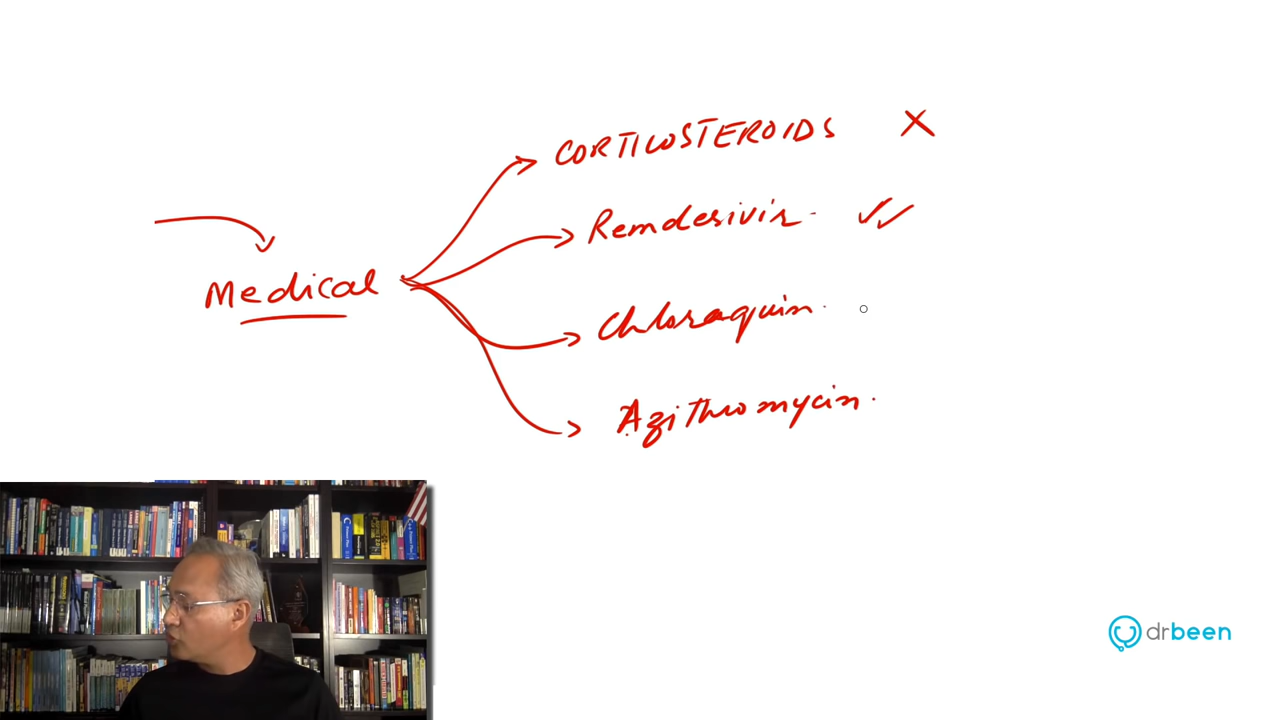 CORTICOSTEROIDS X
Remdesivir. ✓✓
Medical
Chloraquin.
Azithromycin.
drbeen